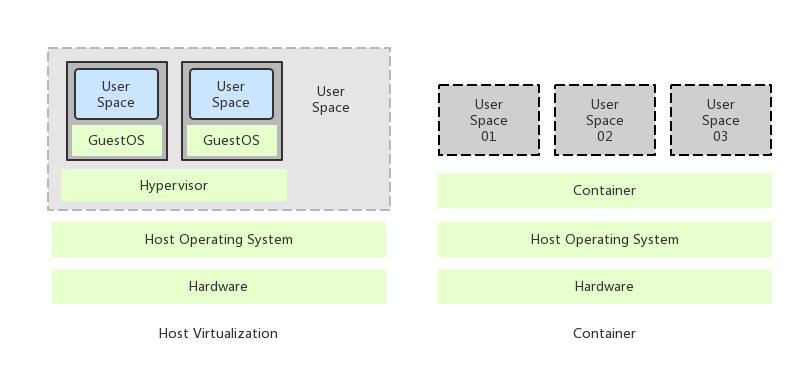 User
Space
User
Space
User
Space
GuestOS
GuestOS
Hypervisor
Host Operating System
Hardware
Host Virtualization
User
Space
01
User
Space
02
User
Space
03
Container
Host Operating System
Hardware
Container